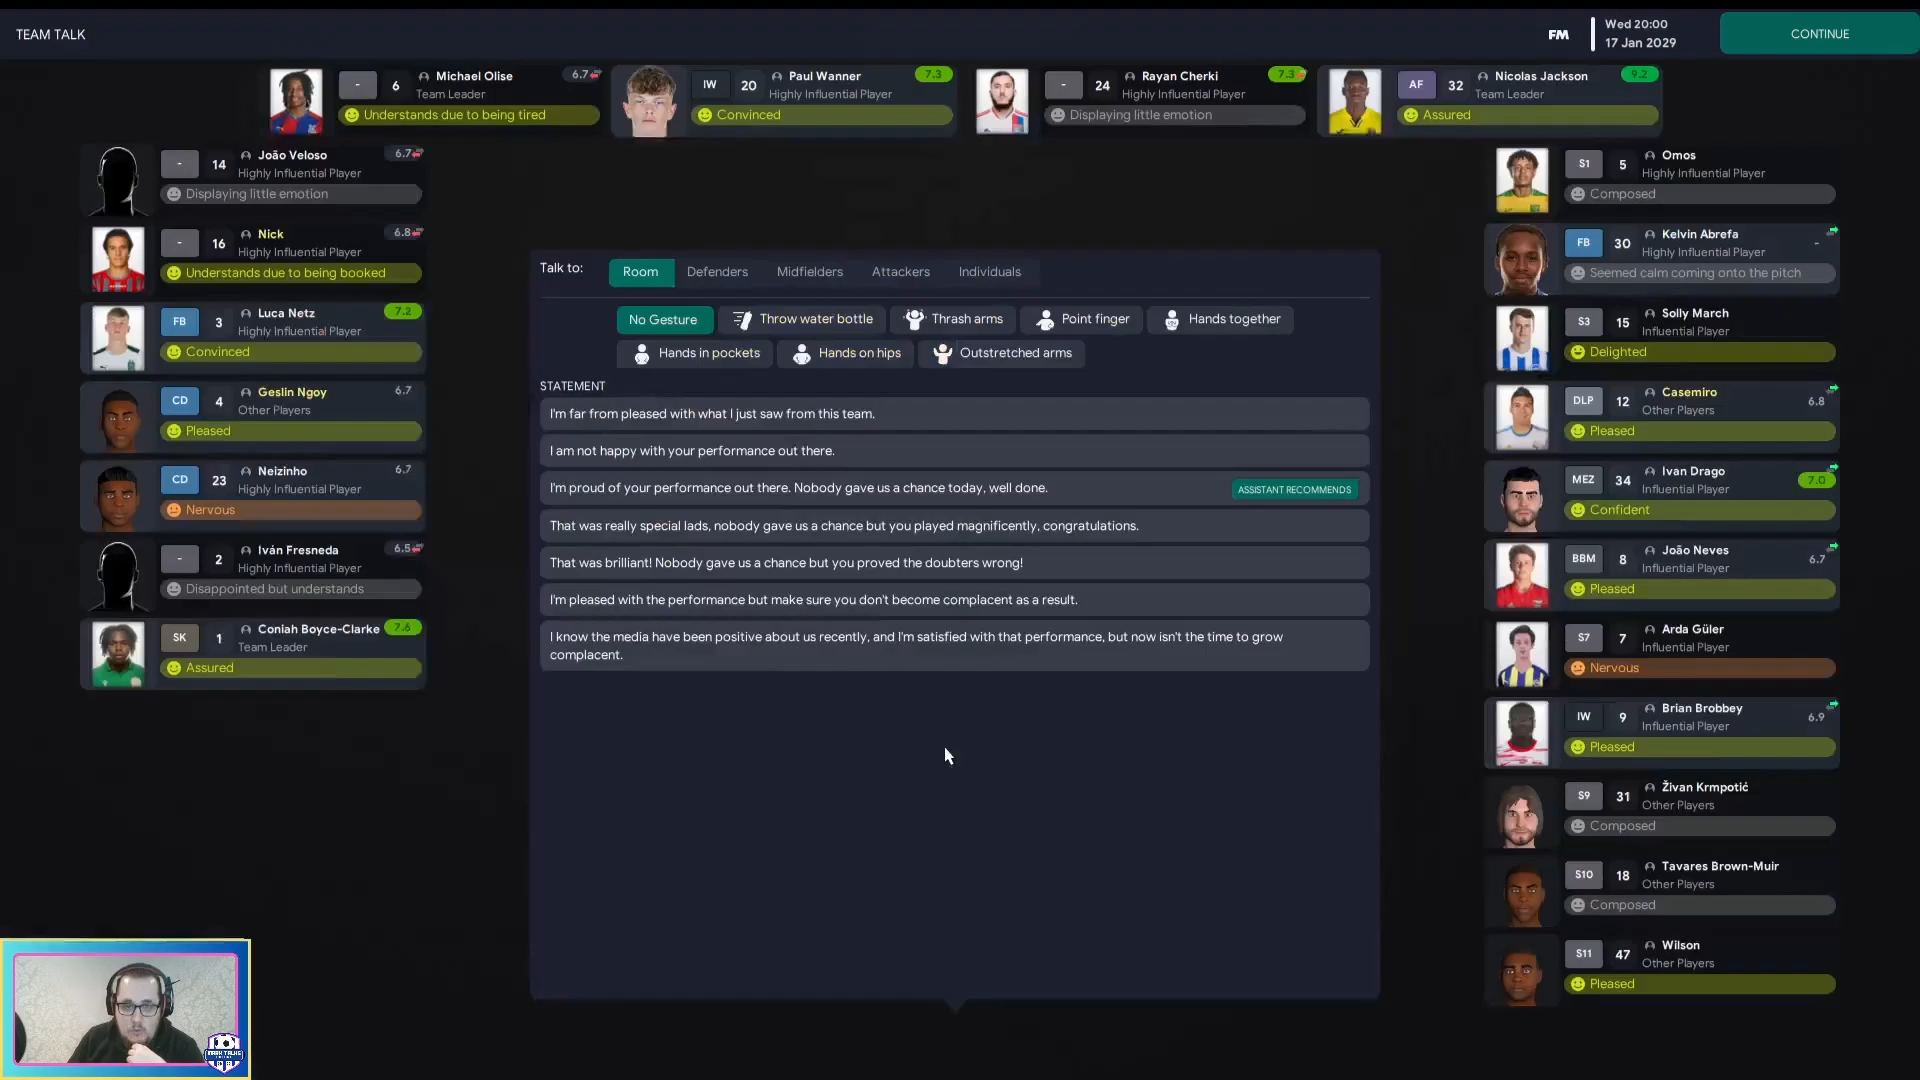 TEAM TALK
FM
Wed 20:00
17 Jan 2029
CONTINUE
-
6
Michael Olise
Team Leader
6.7
Understands due to being tired
IW
20
Paul Wanner
Highly Influential Player
7.3
Convinced
-
24
Rayan Cherki
Highly Influential Player
7.3
Displaying little emotion
AF
32
Nicolas Jackson
Team Leader
9.2
Assured
-
14
João Veloso
Highly Influential Player
6.7
Displaying little emotion
-
16
Nick
Highly Influential Player
6.8
Understands due to being booked
FB
3
Luca Netz
Highly Influential Player
7.2
Convinced
CD
4
Geslin Ngoy
Other Players
6.7
Pleased
CD
23
Neizinho
Highly Influential Player
6.7
Nervous
-
2
Iván Fresneda
Highly Influential Player
6.5
Disappointed but understands
SK
1
Coniah Boyce-Clarke
Team Leader
7.6
Assured
Talk to:
Room
Defenders
Midfielders
Attackers
Individuals
No Gesture
Throw water bottle
Thrash arms
Point finger
Hands together
Hands in pockets
Hands on hips
Outstretched arms
STATEMENT
I'm far from pleased with what I just saw from this team.
I am not happy with your performance out there.
I'm proud of your performance out there. Nobody gave us a chance today, well done.
ASSISTANT RECOMMENDS
That was really special lads, nobody gave us a chance but you played magnificently, congratulations.
That was brilliant! Nobody gave us a chance but you proved the doubters wrong!
I'm pleased with the performance but make sure you don't become complacent as a result.
I know the media have been positive about us recently, and I'm satisfied with that performance, but now isn't the time to grow
complacent.
S1
5
Omos
Highly Influential Player
Composed
FB
30
Kelvin Abrefa
Highly Influential Player
-
Seemed calm coming onto the pitch
S3
15
Solly March
Influential Player
Delighted
DLP
12
Casemiro
Other Players
6.8
Pleased
MEZ
34
Ivan Drago
Influential Player
7.0
Confident
BBM
8
João Neves
Influential Player
6.7
Pleased
S7
7
Arda Güler
Influential Player
Nervous
IW
9
Brian Brobbey
Influential Player
6.9
Pleased
S9
31
Živan Krmpotić
Other Players
Composed
S10
18
Tavares Brown-Muir
Other Players
Composed
S11
47
Wilson
Other Players
Pleased
MARK TALKS